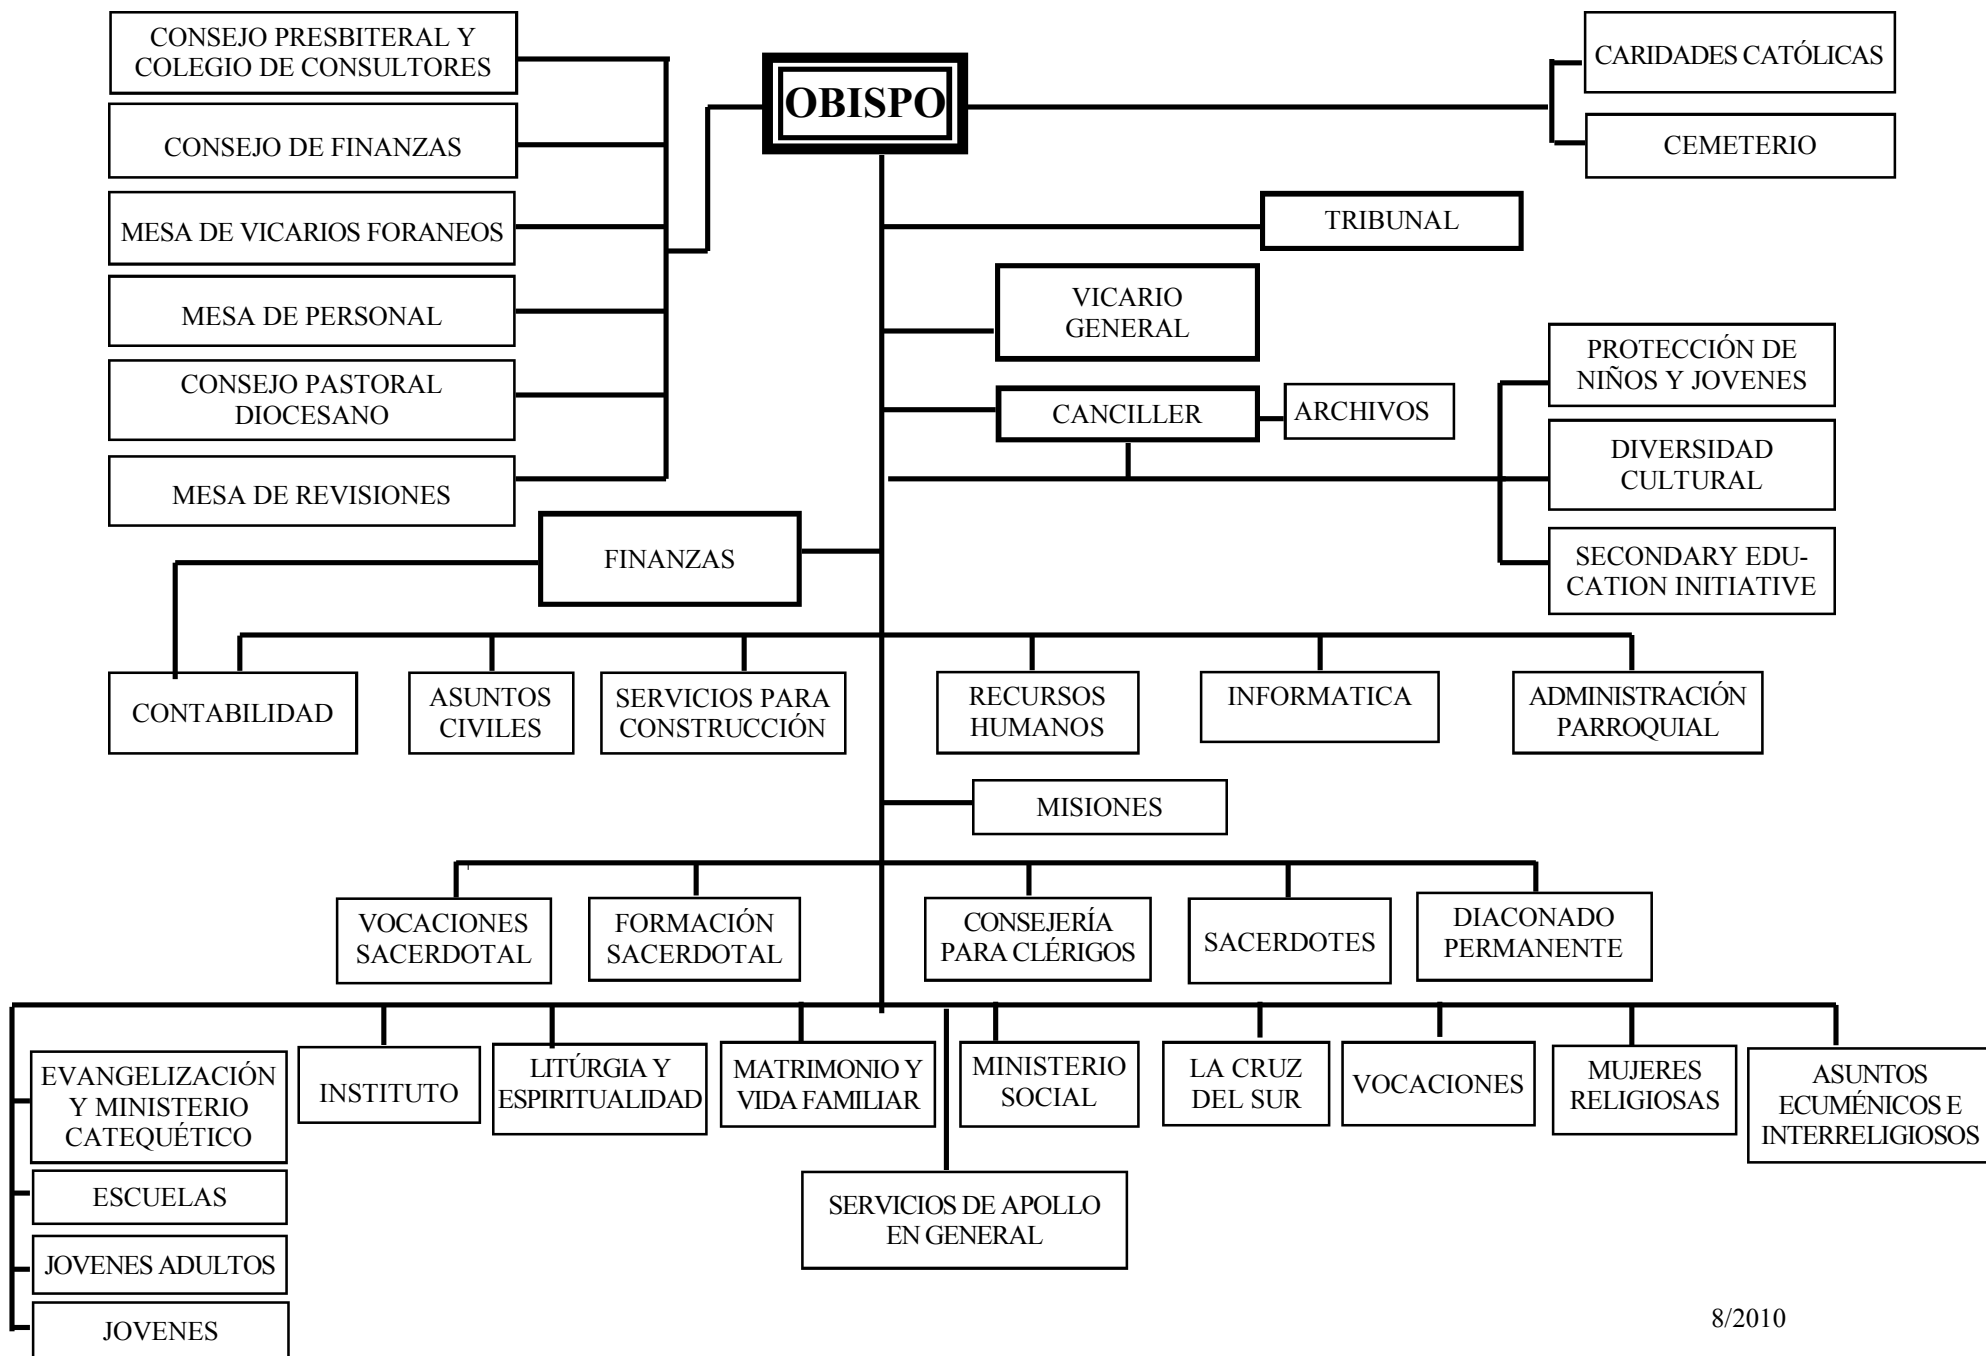 CONSEJO PRESBITERAL Y
COLEGIO DE CONSULTORES
CONSEJO DE FINANZAS
MESA DE VICARIOS FORANEOS
MESA DE PERSONAL
CONSEJO PASTORAL
DIOCESANO
MESA DE REVISIONES
OBISPO
CARIDADES CATÓLICAS
CEMETERIO
TRIBUNAL
VICARIO
GENERAL
CANCILLER
ARCHIVOS
PROTECCIÓN DE
NIÑOS Y JOVENES
DIVERSIDAD
CULTURAL
SECONDARY EDU-
CATION INITIATIVE
FINANZAS
CONTABILIDAD
ASUNTOS
CIVILES
SERVICIOS PARA
CONSTRUCCIÓN
RECURSOS
HUMANOS
INFORMATICA
ADMINISTRACIÓN
PARROQUIAL
MISIONES
VOCACIONES
SACERDOTAL
FORMACIÓN
SACERDOTAL
CONSEJERÍA
PARA CLÉRIGOS
SACERDOTES
DIACONADO
PERMANENTE
EVANGELIZACIÓN
Y MINISTERIO
CATEQUÉTICO
INSTITUTO
LITÚRGIA Y
ESPIRITUALIDAD
MATRIMONIO Y
VIDA FAMILIAR
MINISTERIO
SOCIAL
LA CRUZ
DEL SUR
VOCACIONES
MUJERES
RELIGIOSAS
ASUNTOS
ECUMÉNICOS E
INTERRELIGIOSOS
ESCUELAS
JOVENES ADULTOS
JOVENES
SERVICIOS DE APOLLO
EN GENERAL
8/2010